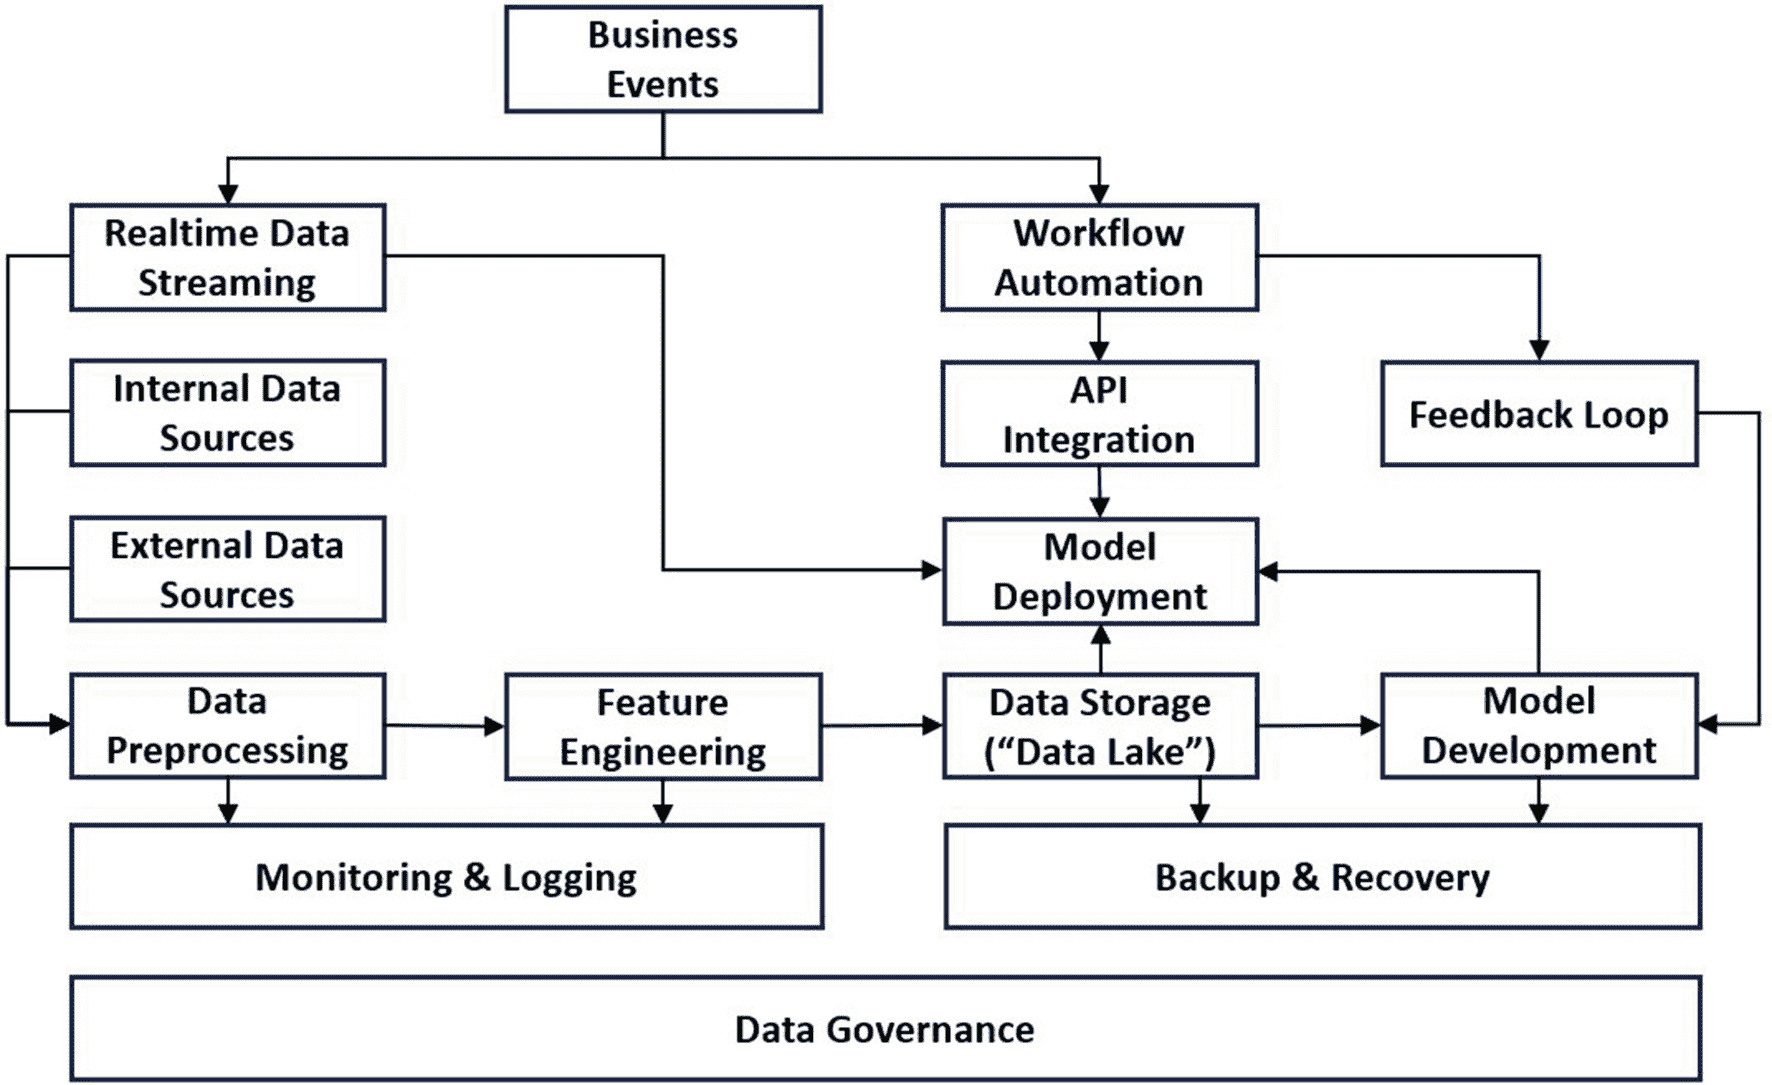 Business
Events
Realtime Data
Streaming
Workflow
Automation
Internal Data
Sources
API
Integration
Feedback Loop
External Data
Sources
Model
Deployment
Data
Preprocessing
Feature
Engineering
Data Storage
(“Data Lake”)
Model
Development
Monitoring & Logging
Backup & Recovery
Data Governance